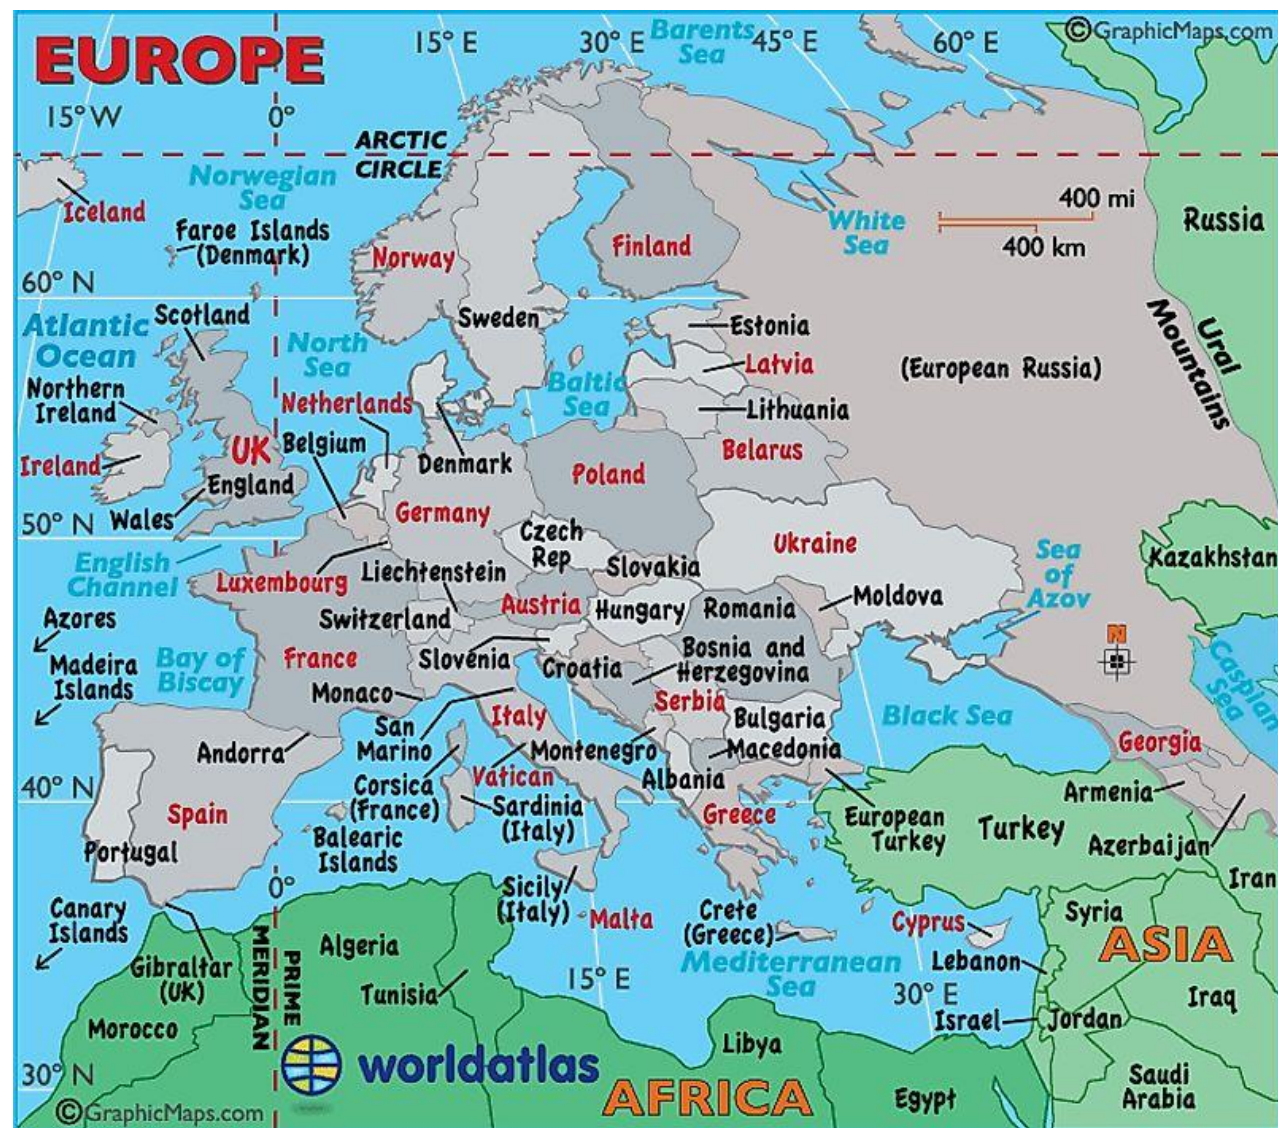 EUROPE
15° E
30° E
Barents
Sea
45° E
60° E
©GraphicMaps.com
15° W
0°
ARCTIC
CIRCLE
Norwegian
Sea
Iceland
Faroe Islands
(Denmark)
Norway
Finland
White
Sea
400 mi
400 km
Russia
60° N
Atlantic
Ocean
Scotland
North
Sea
Sweden
Estonia
Latvia
(European Russia)
Ural
Mountains
Northern
Ireland
Netherlands
Baltic
Sea
Lithuania
Ireland
UK
Belgium
Denmark
Poland
Belarus
England
Wales
Germany
50° N
English
Channel
Luxembourg
Liechtenstein
Czech
Rep
Slovakia
Ukraine
Sea
of
Azov
Kazakhstan
Azores
Switzerland
Austria
Hungary
Romania
Moldova
Madeira
Islands
Bay of
Biscay
France
Slovenia
Croatia
Bosnia and
Herzegovina
N
Caspian
Sea
Monaco
Serbia
San
Marino
Italy
Bulgaria
Black Sea
Georgia
Andorra
Montenegro
Macedonia
40° N
Corsica
(France)
Vatican
Albania
Armenia
Spain
Sardinia
(Italy)
Greece
European
Turkey
Turkey
Azerbaijan
Portugal
Balearic
Islands
0°
Sicily
(Italy)
Malta
Crete
(Greece)
Cyprus
Syria
Iran
Canary
Islands
ASIA
Gibraltar
(UK)
MERIDIAN
PRIME
Algeria
Mediterranean
Sea
Lebanon
Tunisia
15° E
30° E
Iraq
Morocco
Israel
Jordan
Libya
30° N
worldatlas
AFRICA
Egypt
Saudi
Arabia
©GraphicMaps.com